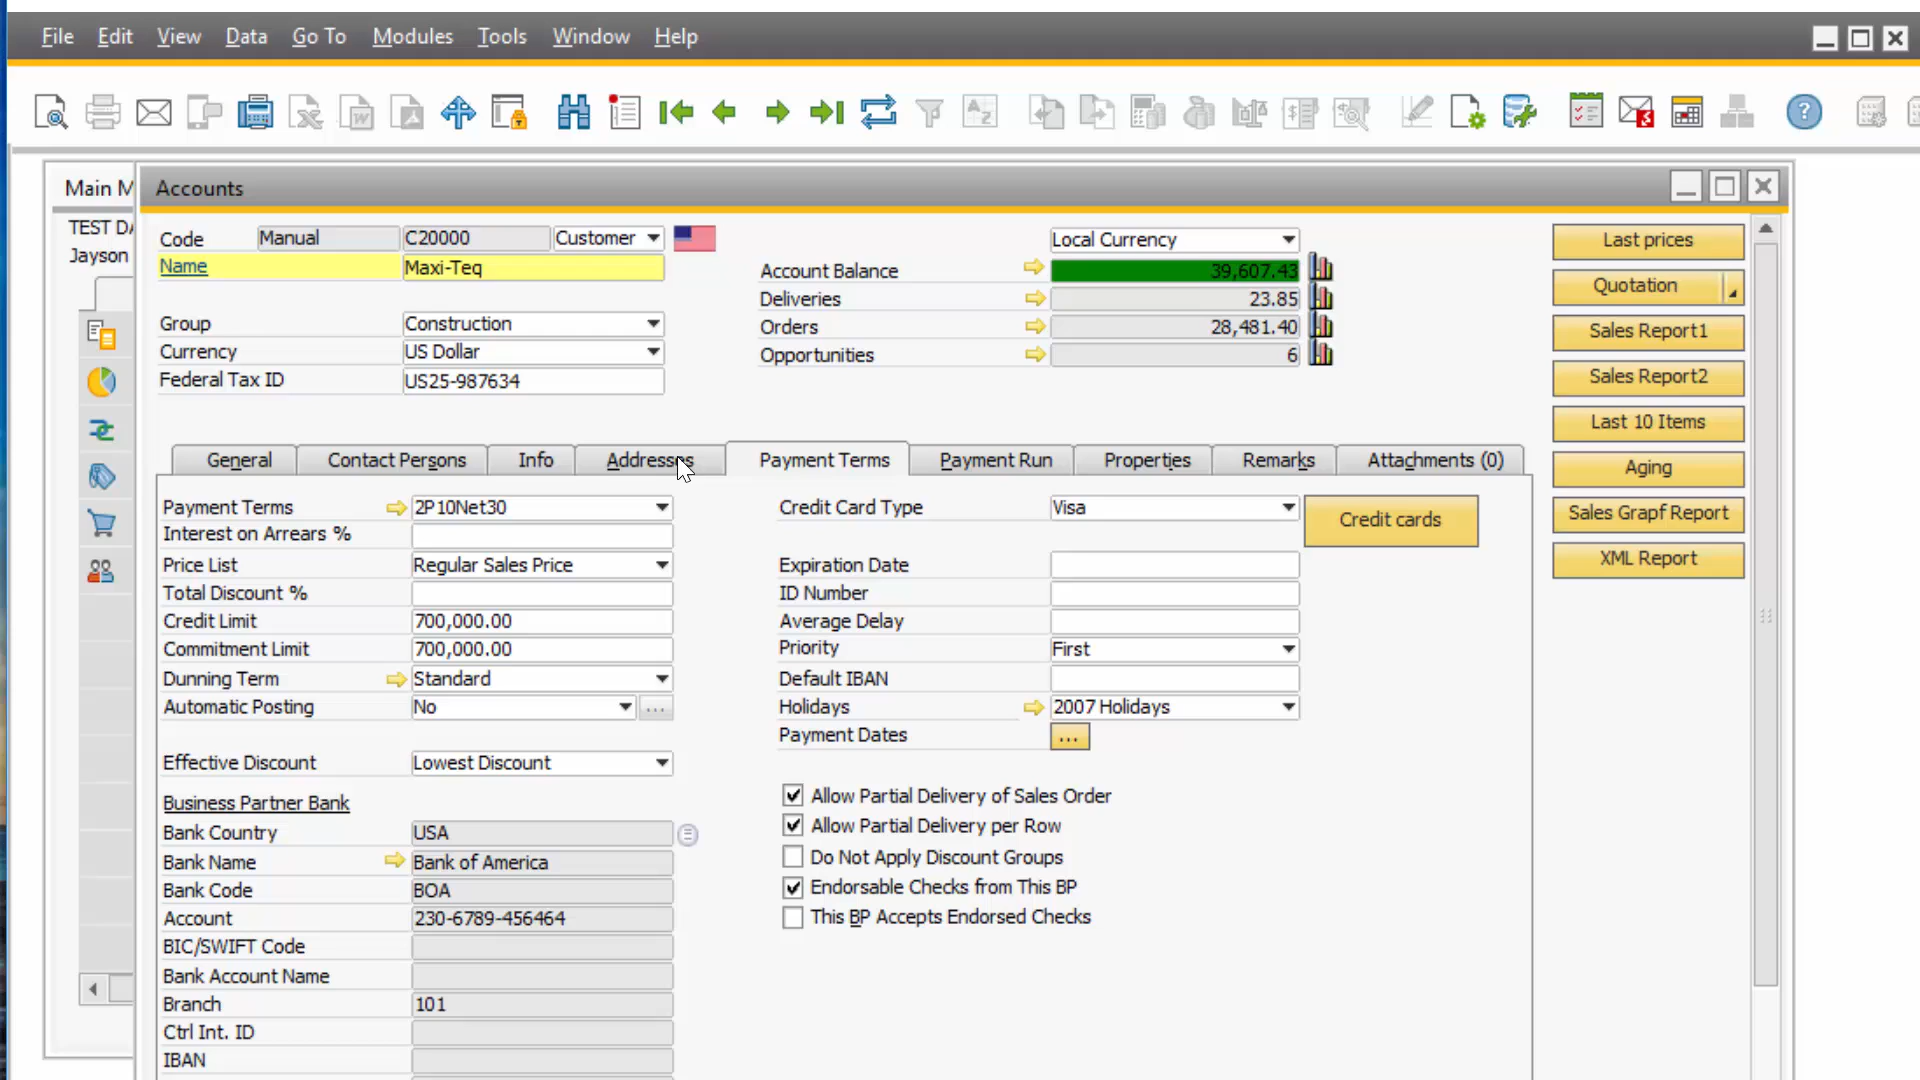 File Edit View Data Go To Modules Tools Window Help
Main M
Accounts
TEST DA
Jayson
Code Manual C20000 Customer
Name Maxi-Teq
Group Construction
Currency US Dollar
Federal Tax ID US25-987634
Local Currency
Account Balance 39,607.43
Deliveries 23.85
Orders 28,481.40
Opportunities 6
Last prices
Quotation
Sales Report1
Sales Report2
Last 10 Items
Aging
Sales Grapf Report
XML Report
General Contact Persons Info Addresses Payment Terms Payment Run Properties Remarks Attachments (0)
Payment Terms 2P10Net30
Interest on Arrears %
Price List Regular Sales Price
Total Discount %
Credit Limit 700,000.00
Commitment Limit 700,000.00
Dunning Term Standard
Automatic Posting No ...
Effective Discount Lowest Discount
Business Partner Bank
Bank Country USA
Bank Name Bank of America
Bank Code BOA
Account 230-6789-456464
BIC/SWIFT Code
Bank Account Name
Branch 101
Ctrl Int. ID
IBAN
Credit Card Type Visa Credit cards
Expiration Date
ID Number
Average Delay
Priority First
Default IBAN
Holidays 2007 Holidays
Payment Dates ...
Allow Partial Delivery of Sales Order
Allow Partial Delivery per Row
Do Not Apply Discount Groups
Endorsable Checks from This BP
This BP Accepts Endorsed Checks